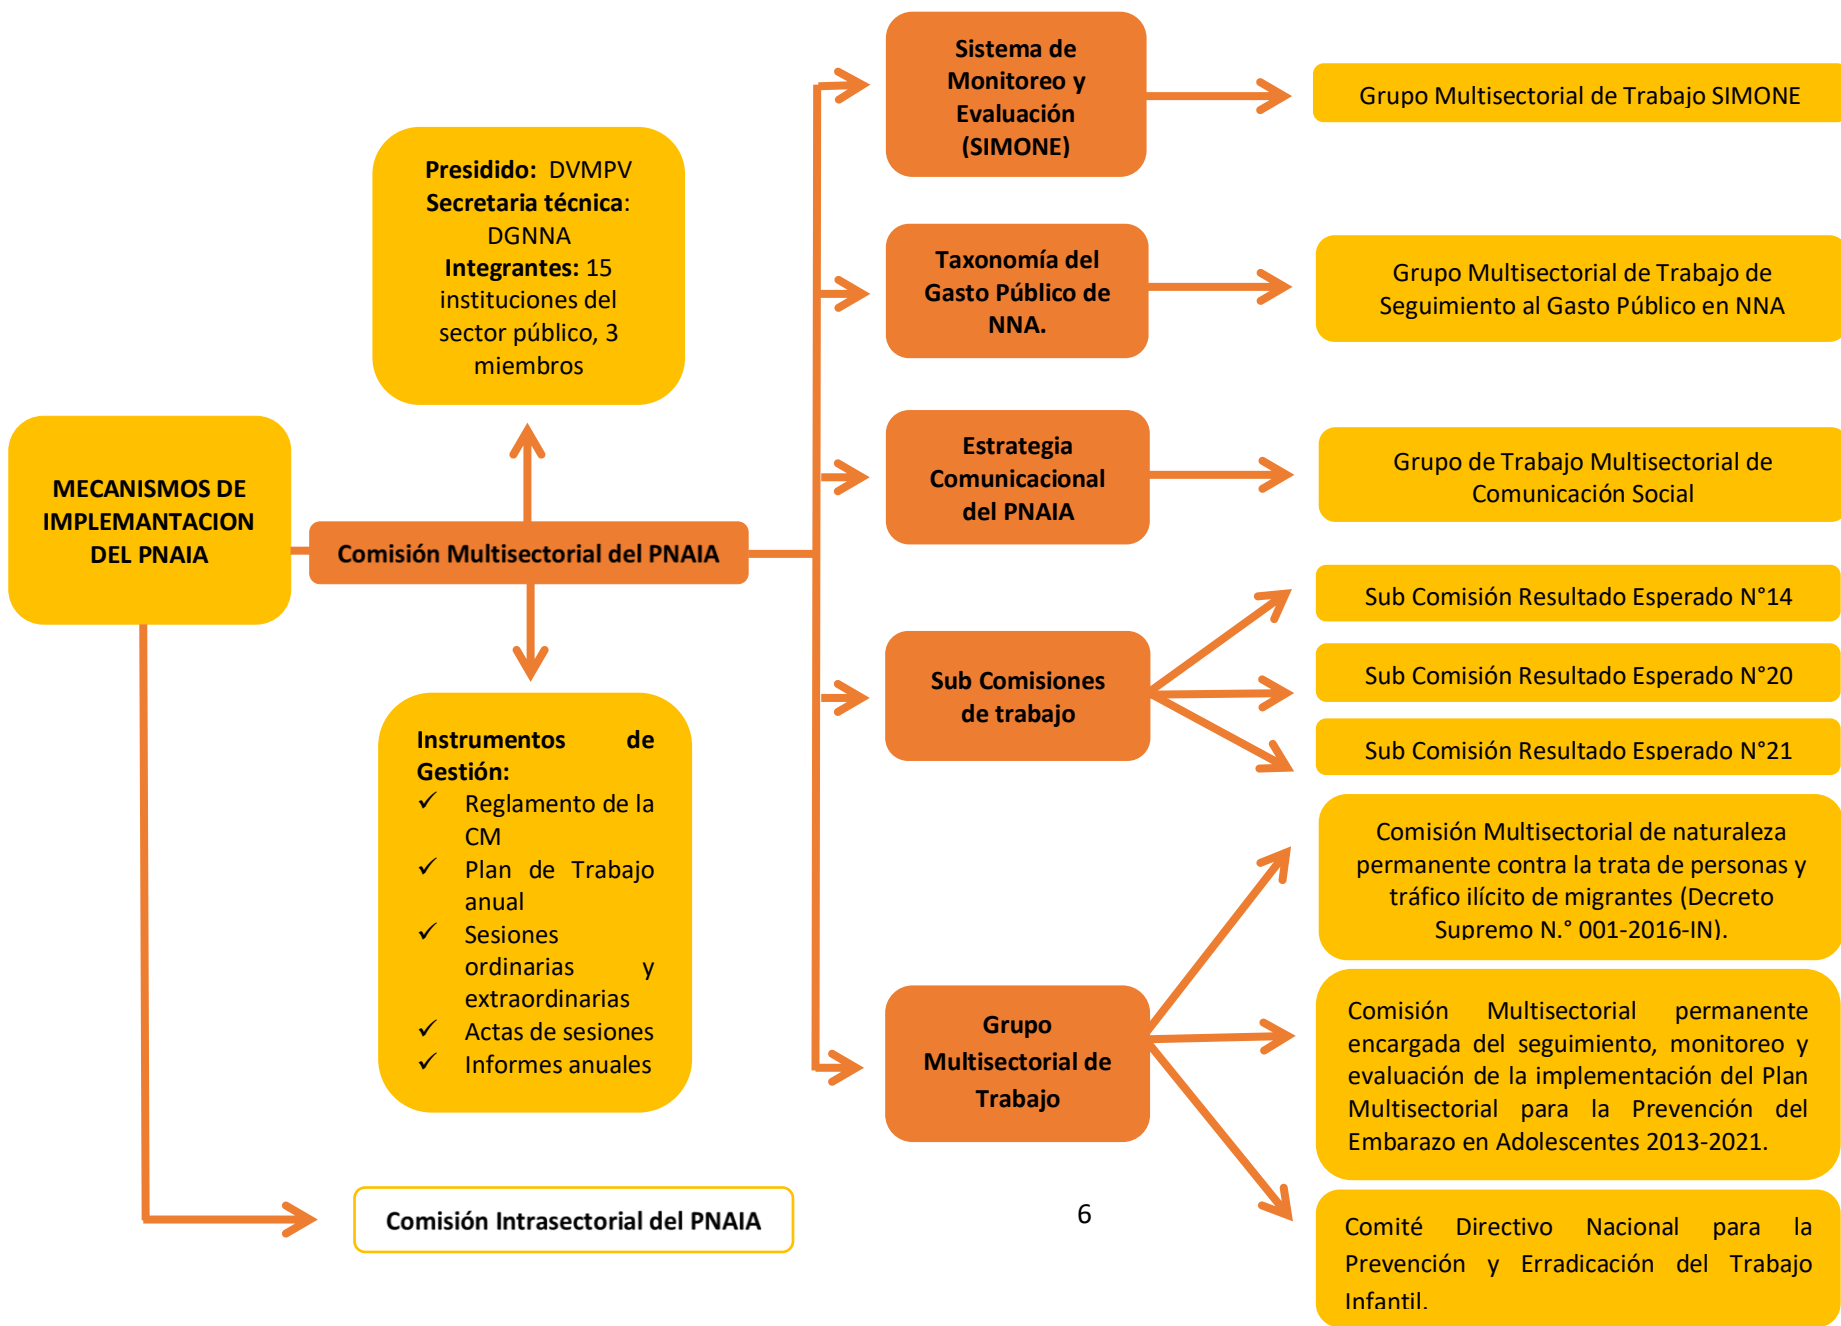 MECANISMOS DE
IMPLEMANTACION
DEL PNAIA
Presidido: DVMPV
Secretaria técnica:
DGNNA
Integrantes: 15
instituciones del
sector público, 3
miembros
Comisión Multisectorial del PNAIA
Instrumentos de
Gestión:
✓ Reglamento de la
CM
✓ Plan de Trabajo
anual
✓ Sesiones
ordinarias y
extraordinarias
✓ Actas de sesiones
✓ Informes anuales
Comisión Intrasectorial del PNAIA
Sistema de
Monitoreo y
Evaluación
(SIMONE)
Grupo Multisectorial de Trabajo SIMONE
Taxonomía del
Gasto Público de
NNA.
Grupo Multisectorial de Trabajo de
Seguimiento al Gasto Público en NNA
Estrategia
Comunicacional
del PNAIA
Grupo de Trabajo Multisectorial de
Comunicación Social
Sub Comisiones
de trabajo
Sub Comisión Resultado Esperado N°14
Sub Comisión Resultado Esperado N°20
Sub Comisión Resultado Esperado N°21
Grupo
Multisectorial de
Trabajo
Comisión Multisectorial de naturaleza
permanente contra la trata de personas y
tráfico ilícito de migrantes (Decreto
Supremo N.° 001-2016-IN).
Comisión Multisectorial permanente
encargada del seguimiento, monitoreo y
evaluación de la implementación del Plan
Multisectorial para la Prevención del
Embarazo en Adolescentes 2013-2021.
Comité Directivo Nacional para la
Prevención y Erradicación del Trabajo
Infantil.
6